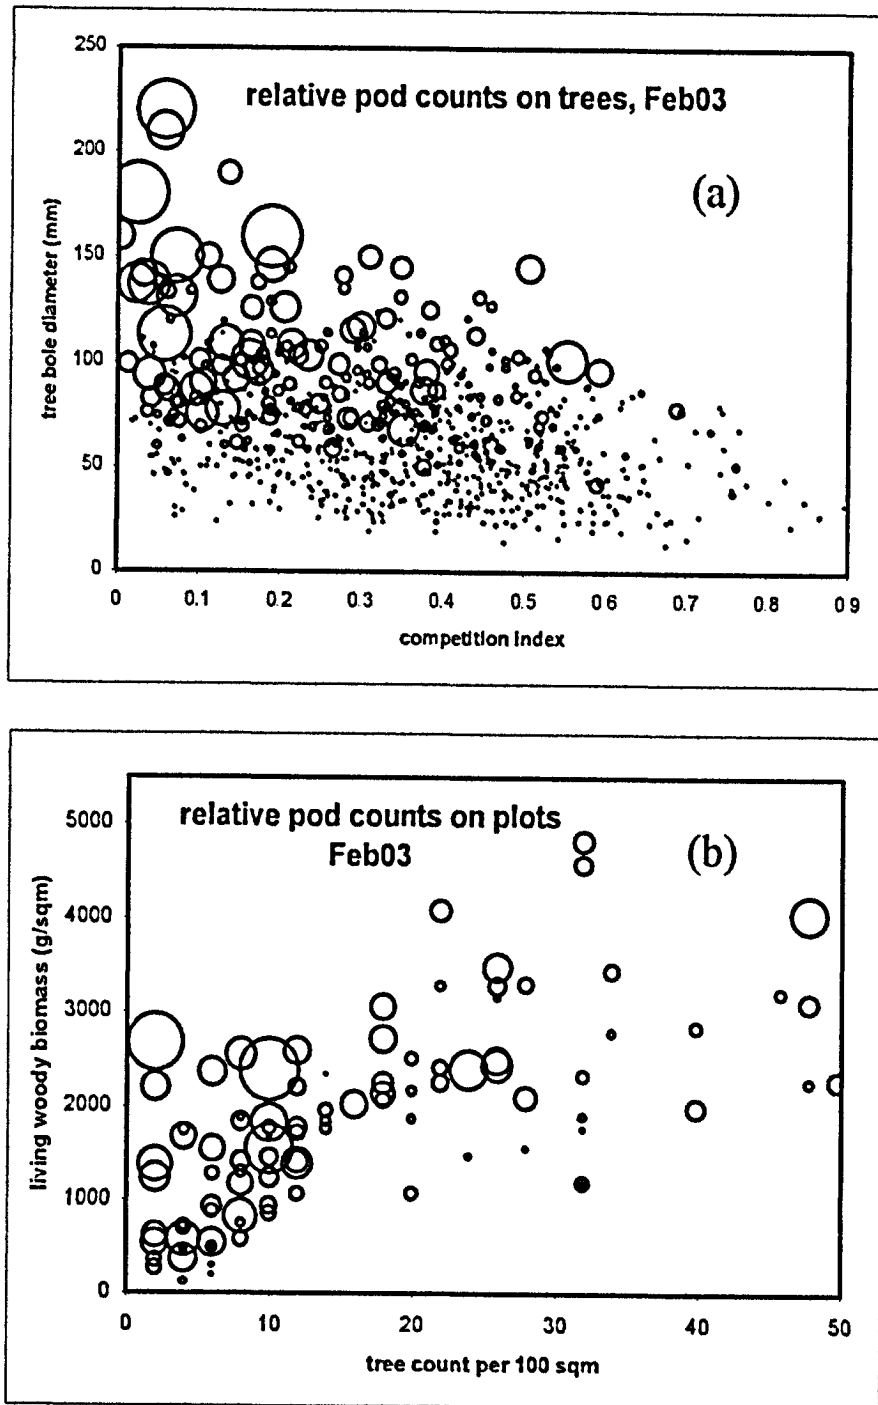 250
relative pod counts on trees, Feb03
200
(a)
150
tree bole diameter (mm)
100
50
0
0 0.1 0.2 0.3 0.4 0.5 0.6 0.7 0.8 0.9
competition index
relative pod counts on plots
Feb03
(b)
5000
4000
3000
living woody biomass (g/sqm)
2000
1000
0
0 10 20 30 40 50
tree count per 100 sqm